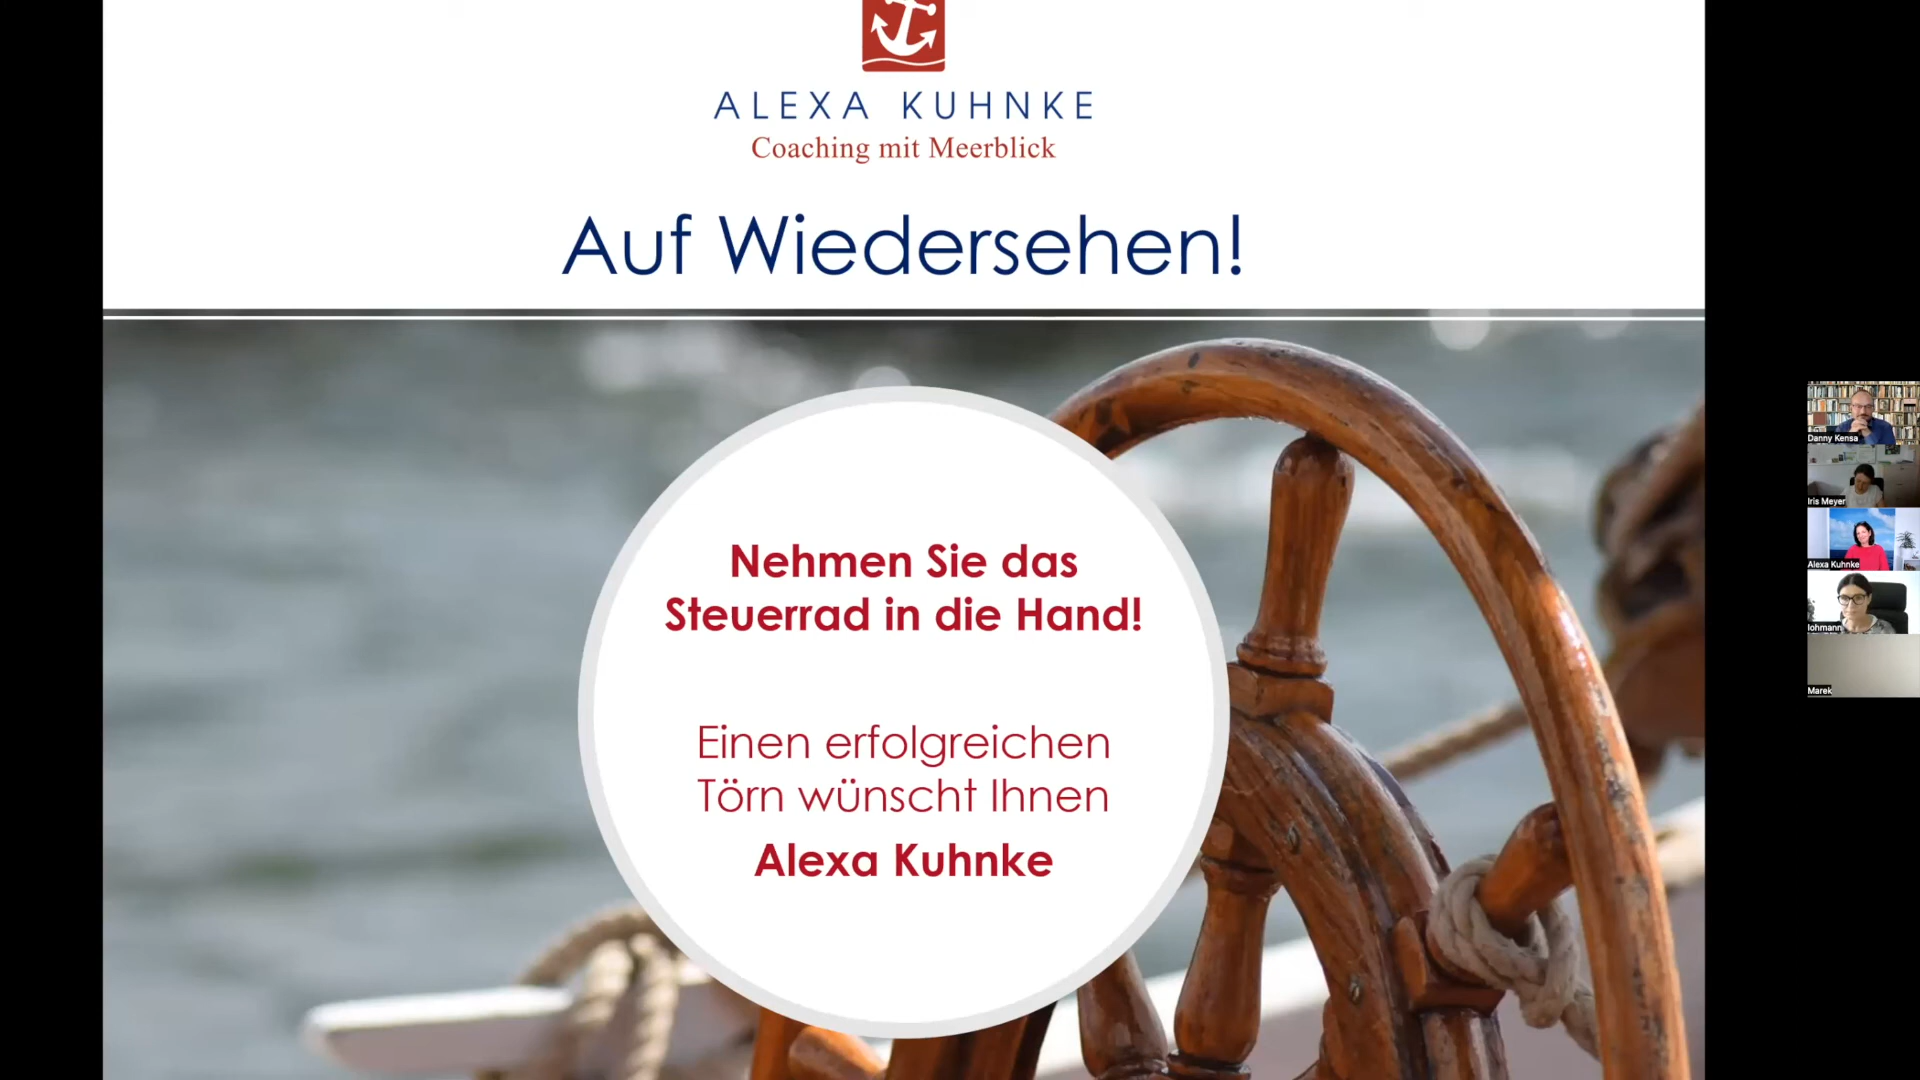 ALEXA KUHNKE
Coaching mit Meerblick
Auf Wiedersehen!
Nehmen Sie das
Steuerrad in die Hand!
Einen erfolgreichen
Törn wünscht Ihnen
Alexa Kuhnke
Danny Kensa
Iris Meyer
Alexa Kuhnke
lohmann
Marek